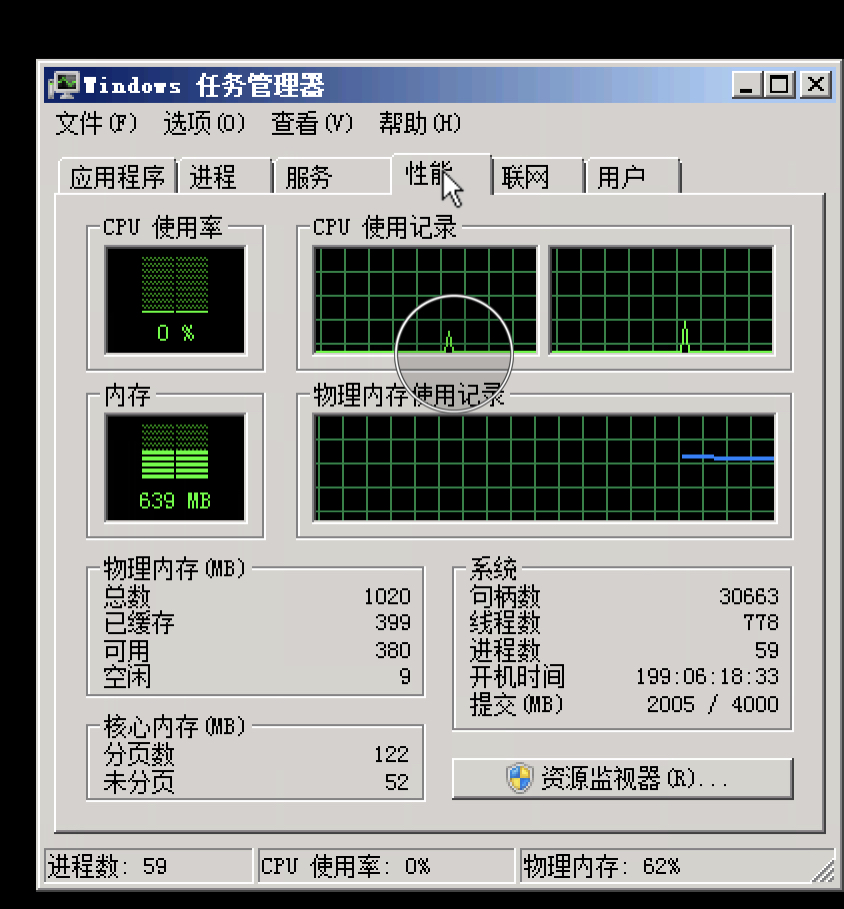 Windows 任务管理器
文件(F) 选项(O) 查看(V) 帮助(H)
应用程序 进程 服务 性能 联网 用户
CPU 使用率 CPU 使用记录
0 %
内存 物理内存使用记录
639 MB
物理内存(MB)
总数 1020
已缓存 399
可用 380
空闲 9
系统
句柄数 30663
线程数 778
进程数 59
开机时间 199:06:18:33
提交(MB) 2005 / 4000
核心内存(MB)
分页数 122
未分页 52
资源监视器(R)...
进程数: 59 CPU 使用率: 0% 物理内存: 62%